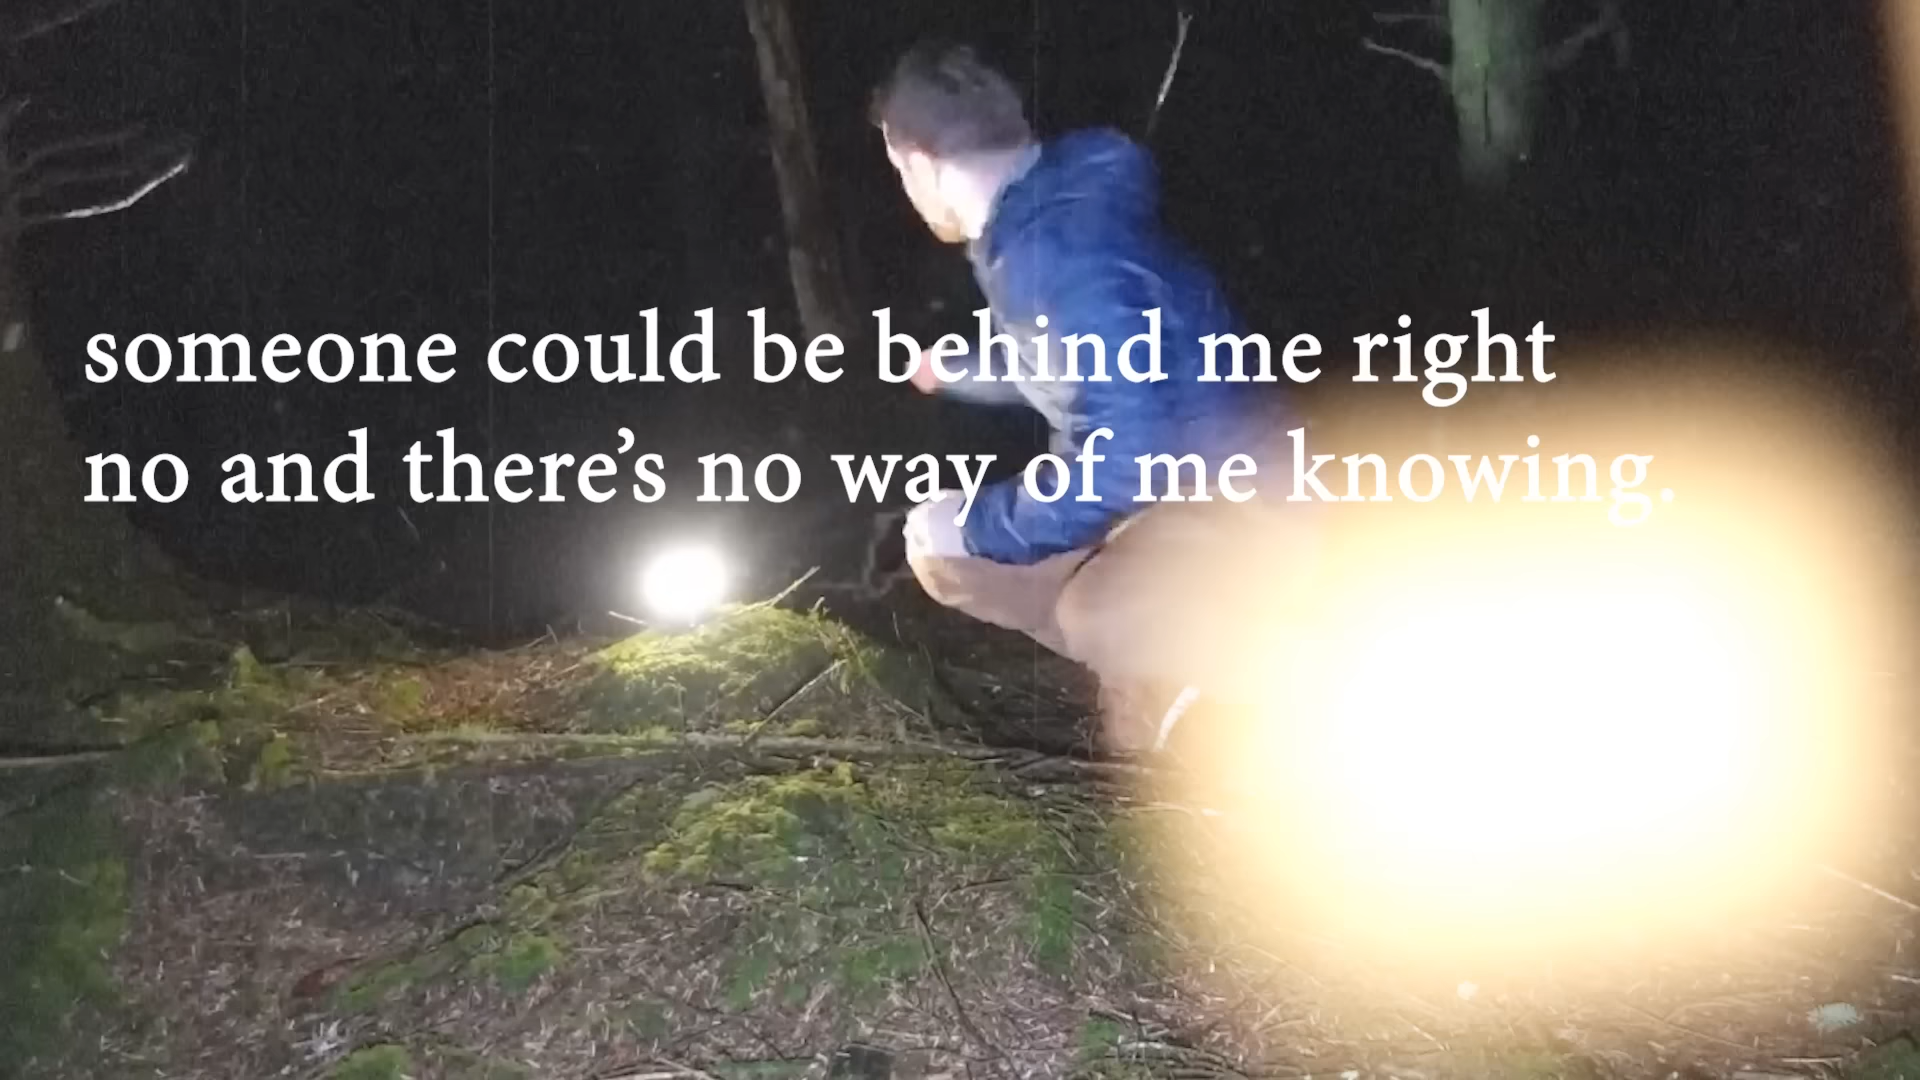 someone could be behind me right
no and there’s no way of me knowing.